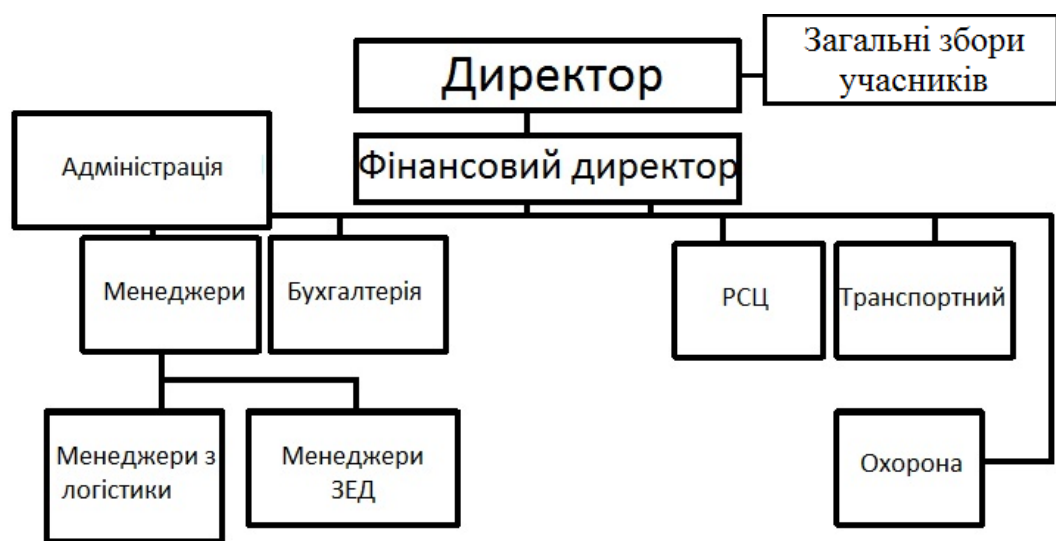 Загальні збори
учасників
Директор
Фінансовий директор
Адміністрація
Менеджери
Бухгалтерія
РСЦ
Транспортний
Менеджери з
логістики
Менеджери
ЗЕД
Охорона